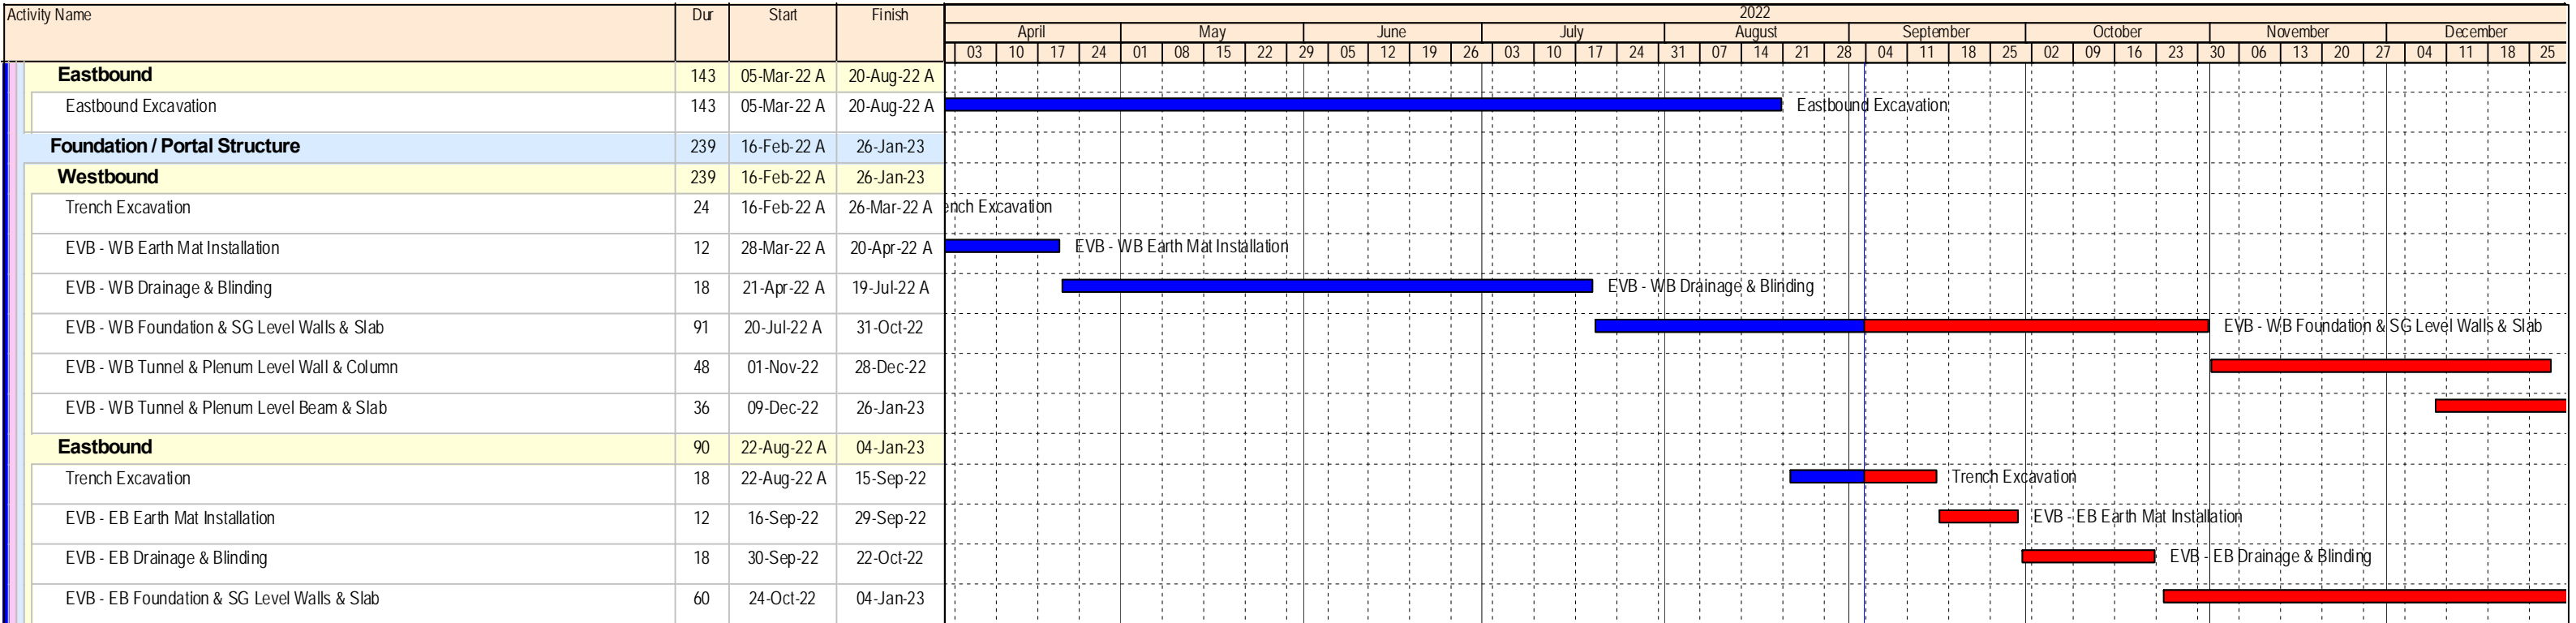 Activity Name Dur Start Finish 2022
April May June July August September October November December
03 10 17 24 01 08 15 22 29 05 12 19 26 03 10 17 24 31 07 14 21 28 04 11 18 25 02 09 16 23 30 06 13 20 27 04 11 18 25
Eastbound 143 05-Mar-22 A 20-Aug-22 A
Eastbound Excavation 143 05-Mar-22 A 20-Aug-22 A Eastbound Excavation
Foundation / Portal Structure 239 16-Feb-22 A 26-Jan-23
Westbound 239 16-Feb-22 A 26-Jan-23
Trench Excavation 24 16-Feb-22 A 26-Mar-22 A ench Excavation
EVB - WB Earth Mat Installation 12 28-Mar-22 A 20-Apr-22 A EVB - WB Earth Mat Installation
EVB - WB Drainage & Blinding 18 21-Apr-22 A 19-Jul-22 A EVB - WB Drainage & Blinding
EVB - WB Foundation & SG Level Walls & Slab 91 20-Jul-22 A 31-Oct-22 EVB - WB Foundation & SG Level Walls & Slab
EVB - WB Tunnel & Plenum Level Wall & Column 48 01-Nov-22 28-Dec-22
EVB - WB Tunnel & Plenum Level Beam & Slab 36 09-Dec-22 26-Jan-23
Eastbound 90 22-Aug-22 A 04-Jan-23
Trench Excavation 18 22-Aug-22 A 15-Sep-22 Trench Excavation
EVB - EB Earth Mat Installation 12 16-Sep-22 29-Sep-22 EVB - EB Earth Mat Installation
EVB - EB Drainage & Blinding 18 30-Sep-22 22-Oct-22 EVB - EB Drainage & Blinding
EVB - EB Foundation & SG Level Walls & Slab 60 24-Oct-22 04-Jan-23